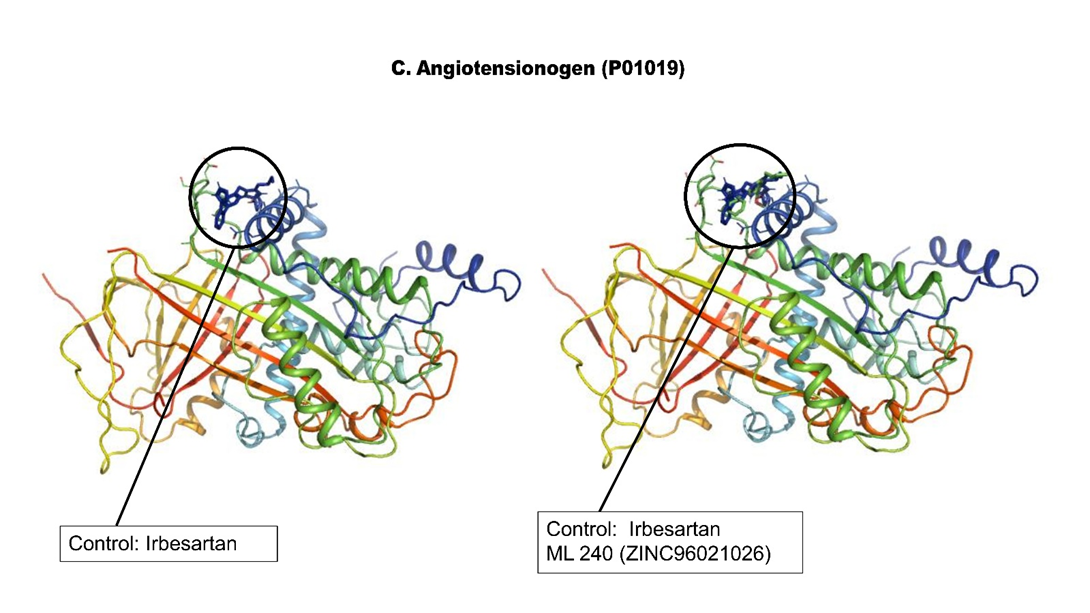 C. Angiotensionogen (P01019)
Control: Irbesartan
Control: Irbesartan
ML 240 (ZINC96021026)